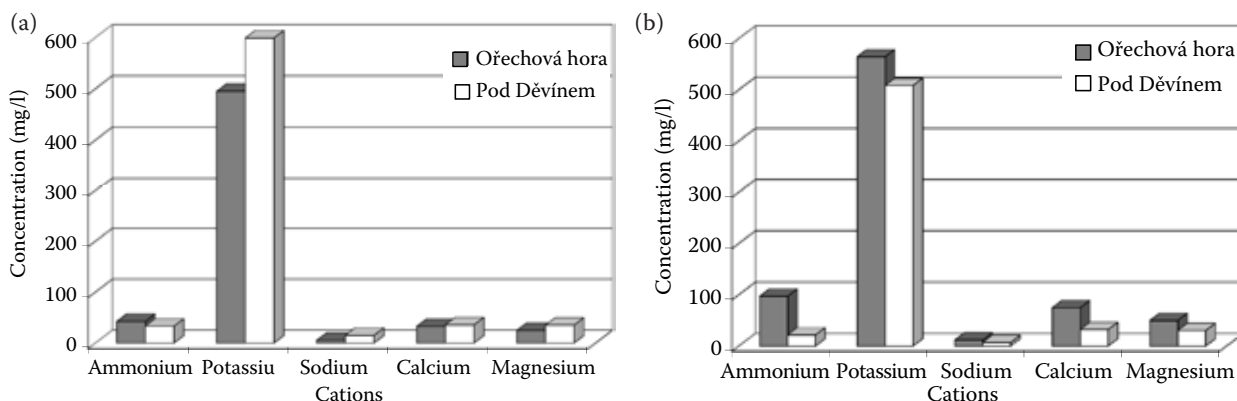 (a)
Concentration (mg/l)
600
500
400
300
200
100
0
Ořechová hora
Pod Děvínem
Ammonium Potassiu Sodium Calcium Magnesium
Cations
(b)
Concentration (mg/l)
600
500
400
300
200
100
0
Ořechová hora
Pod Děvínem
Ammonium Potassium Sodium Calcium Magnesium
Cations